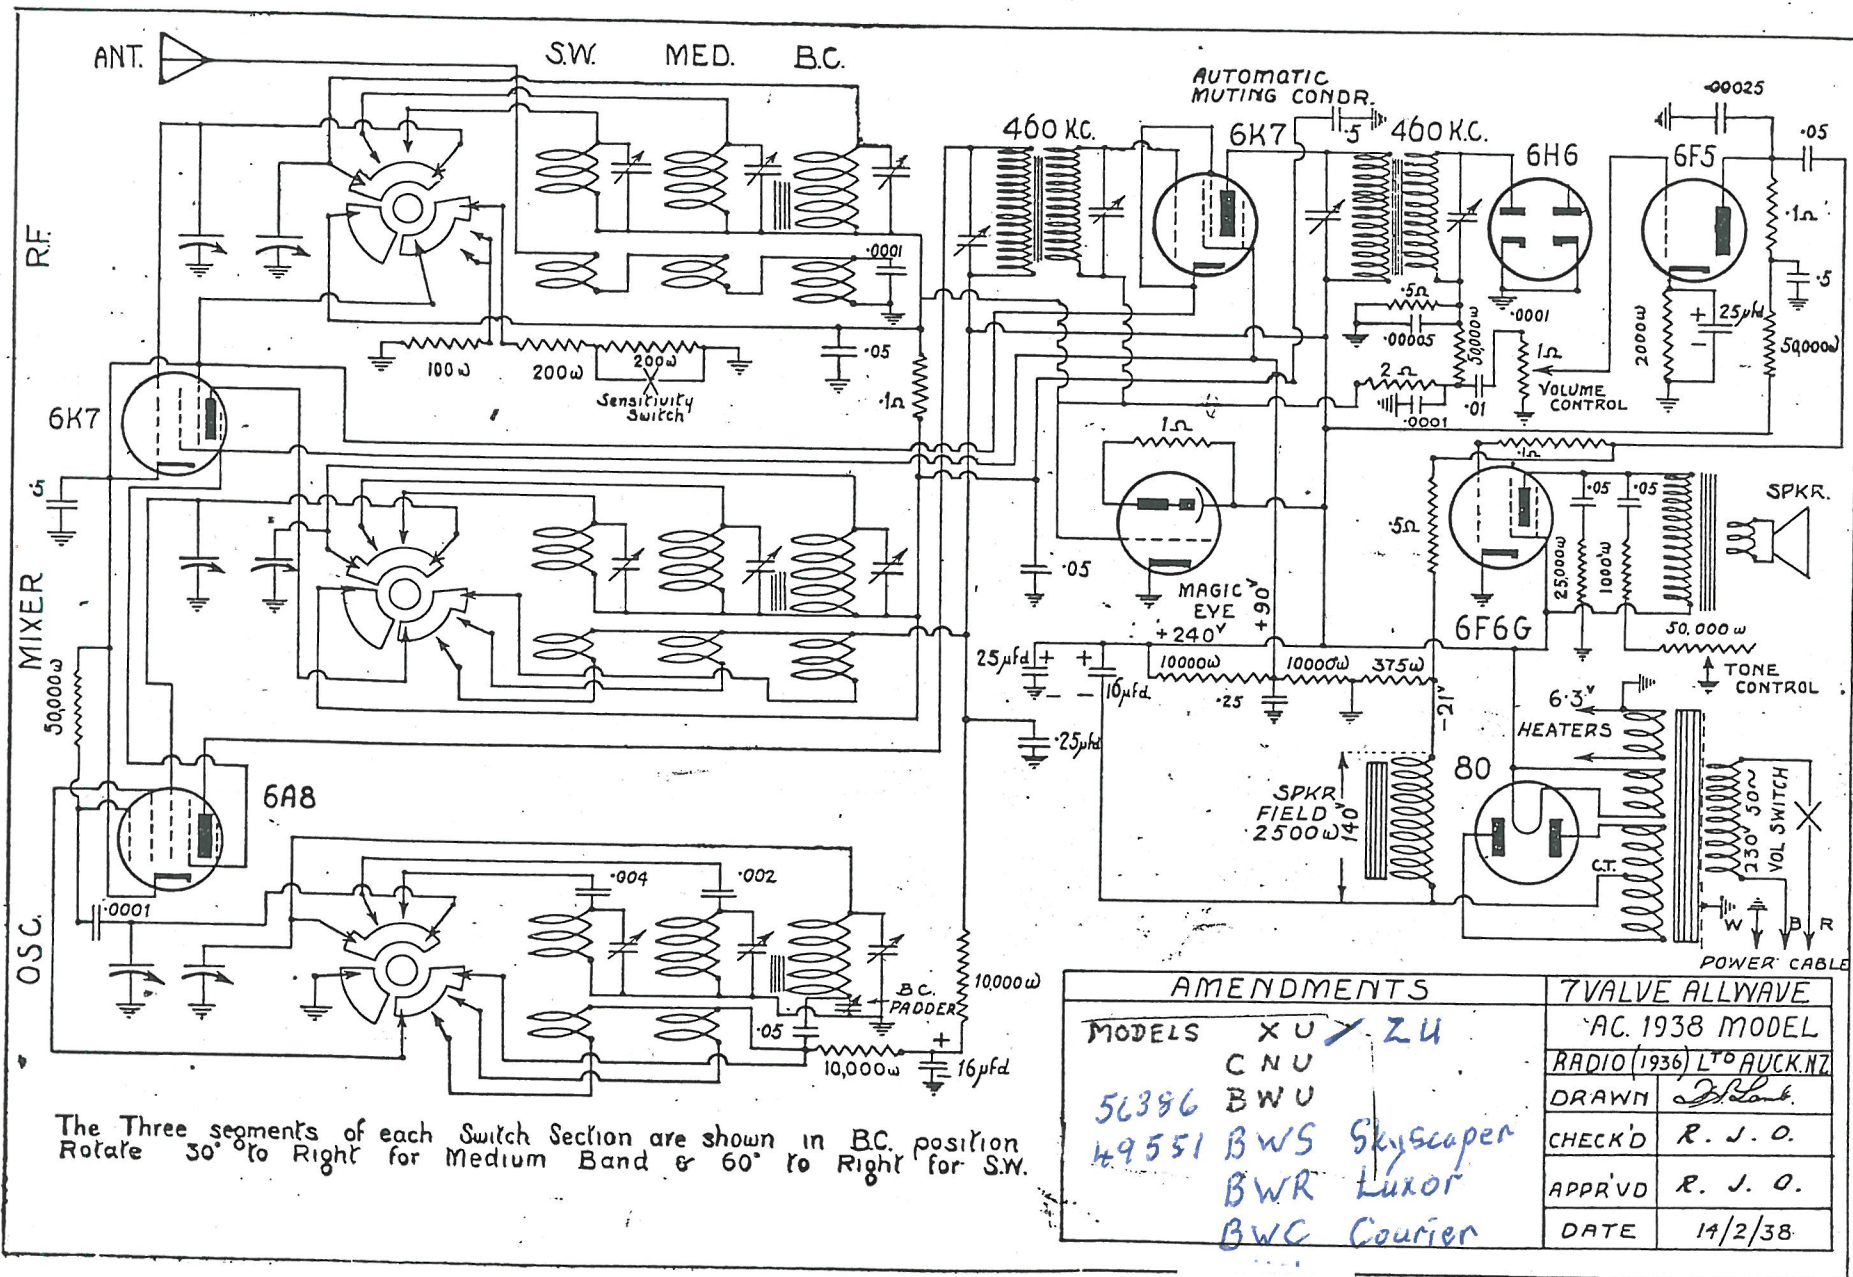 ANT.
S.W. MED. B.C.
R.F.
.0001
.05
100ω
200ω
200ω
Sensitivity
Switch
.1Ω
6K7
.5
MIXER
50,000ω
6A8
.0001
OSC.
.004
.002
B.C.
PADDER
.05
10,000ω
10,000ω
16µfd
+
The Three segments of each Switch Section are shown in B.C. position
Rotate 30° to Right for Medium Band & 60° to Right for S.W.
460 K.C.
AUTOMATIC
MUTING CONDR.
.5
6K7
460 K.C.
6H6
6F5
.00025
.05
.1Ω
.5
50,000ω
25µfd
+
−
2000ω
.5Ω
.00005
.0001
50,000ω
2Ω
.0001
.01
1Ω
VOLUME
CONTROL
1Ω
MAGIC
EYE
.05
+240V
+90V
25µfd
+
−
+
−
16µfd
10000ω
.25
10000ω
375ω
.25µfd
-21V
.5Ω
.1Ω
6F6G
.05
.05
25,000ω
1000ω
SPKR.
50,000ω
TONE
CONTROL
6.3V
HEATERS
80
SPKR
FIELD
2500ω
140V
C.T.
230V 50~
VOL SWITCH
W B R
POWER CABLE
AMENDMENTS
MODELS XU / ZU
CNU
56386 BWU
49551 BWS Skyscaper
BWR Luxor
BWC Courier
7 VALVE ALLWAVE
AC. 1938 MODEL
RADIO (1936) LTD AUCK. NZ
DRAWN
CHECK'D R. J. O.
APPR'VD R. J. O.
DATE 14/2/38